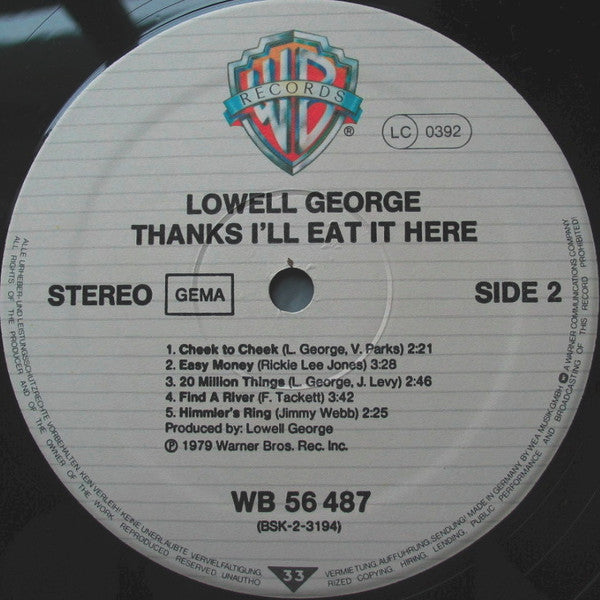 WB
RECORDS
®
LC 0392
LOWELL GEORGE
THANKS I'LL EAT IT HERE
STEREO GEMA SIDE 2
1. Cheek to Cheek (L. George, V. Parks) 2:21
2. Easy Money (Rickie Lee Jones) 3:28
3. 20 Million Things (L. George, J. Levy) 2:46
4. Find A River (F. Tackett) 3:42
5. Himmler's Ring (Jimmy Webb) 2:25
Produced by: Lowell George
℗ 1979 Warner Bros. Rec. Inc.
WB 56 487
(BSK-2-3194)
33
ALLE URHEBER- UND LEISTUNGSSCHUTZRECHTE VORBEHALTEN. KEIN VERLEIH! KEINE UNERLAUBTE VERVIELFÄLTIGUNG, VERMIETUNG, AUFFÜHRUNG, SENDUNG! MADE IN GERMANY BY WEA MUSIK GMBH A WARNER COMMUNICATIONS COMPANY
ALL RIGHTS OF THE PRODUCER AND OF THE OWNER OF THE WORK REPRODUCED RESERVED. UNAUTHORIZED COPYING, HIRING, LENDING, PUBLIC PERFORMANCE AND BROADCASTING OF THIS RECORD PROHIBITED!